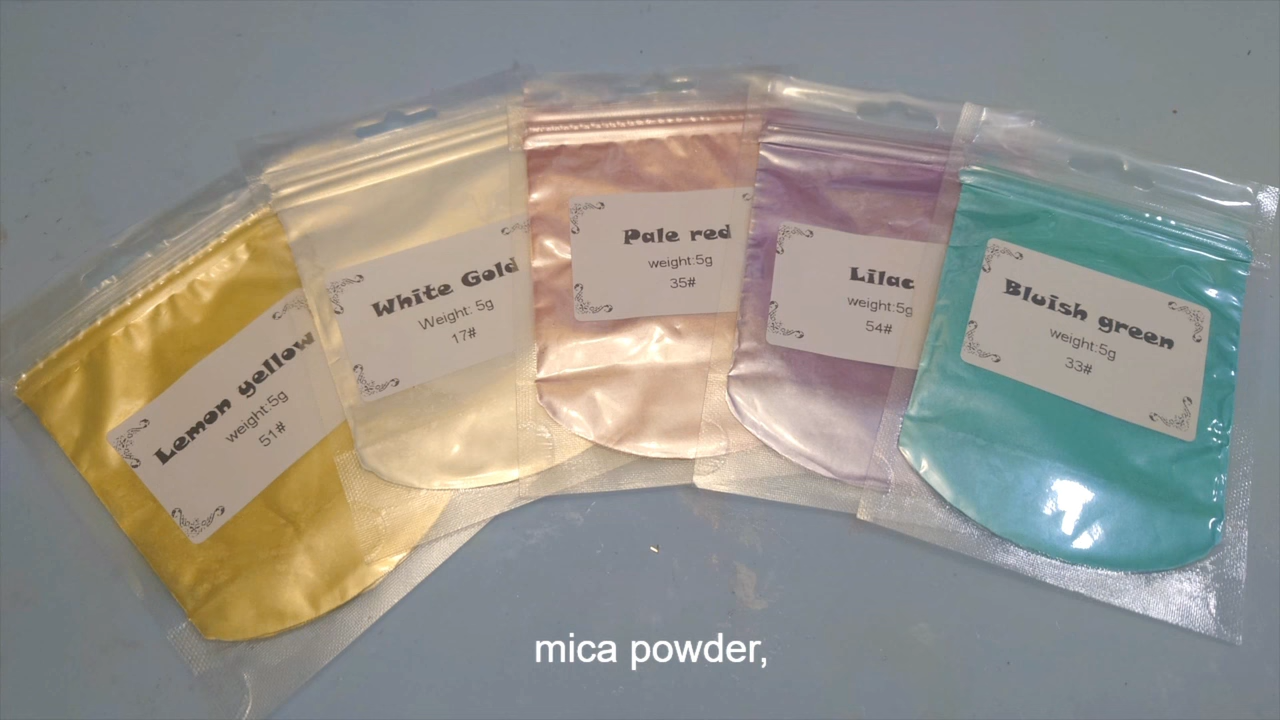 Lemon yellow
weight:5g
51#
White Gold
Weight: 5g
17#
Pale red
weight:5g
35#
Lilac
weight:5g
54#
Bluish green
weight:5g
33#
mica powder,